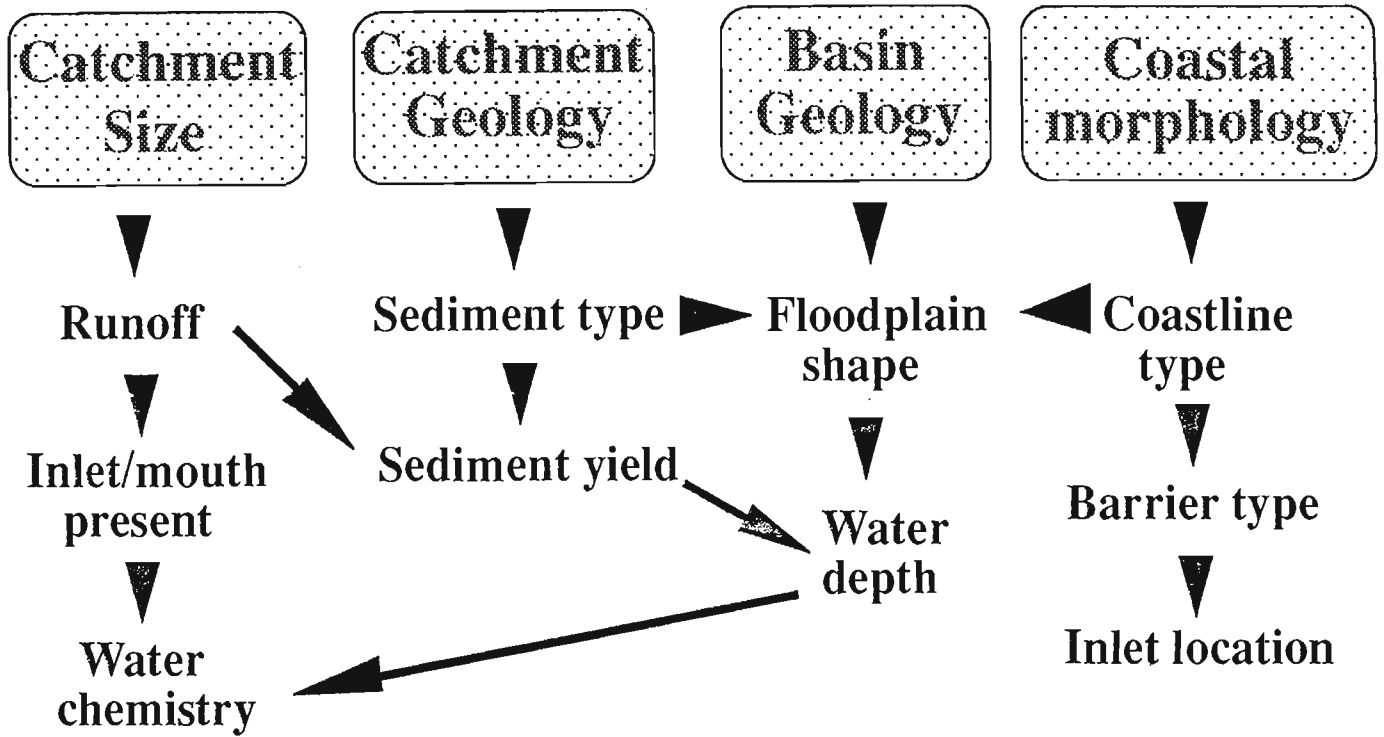 Catchment
Size
Catchment
Geology
Basin
Geology
Coastal
morphology
Runoff
Sediment type
Floodplain
shape
Coastline
type
Inlet/mouth
present
Sediment yield
Water
depth
Barrier type
Water
chemistry
Inlet location